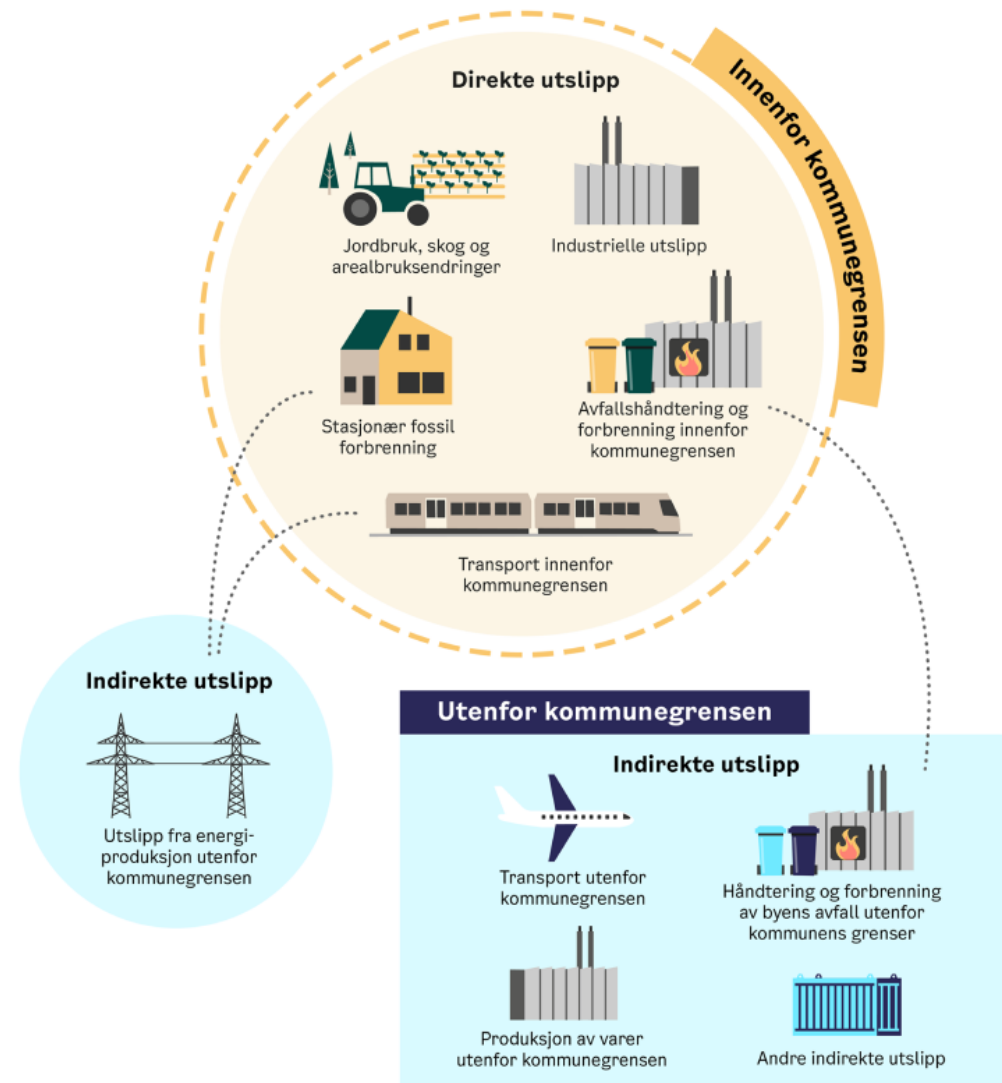 Direkte utslipp
Innenfor kommunegrensen
Jordbruk, skog og
arealbruksendringer
Industrielle utslipp
Stasjonær fossil
forbrenning
Avfallshåndtering og
forbrenning innenfor
kommunegrensen
Transport innenfor
kommunegrensen
Indirekte utslipp
Utslipp fra energi-
produksjon utenfor
kommunegrensen
Utenfor kommunegrensen
Indirekte utslipp
Transport utenfor
kommunegrensen
Håndtering og forbrenning
av byens avfall utenfor
kommunens grenser
Produksjon av varer
utenfor kommunegrensen
Andre indirekte utslipp